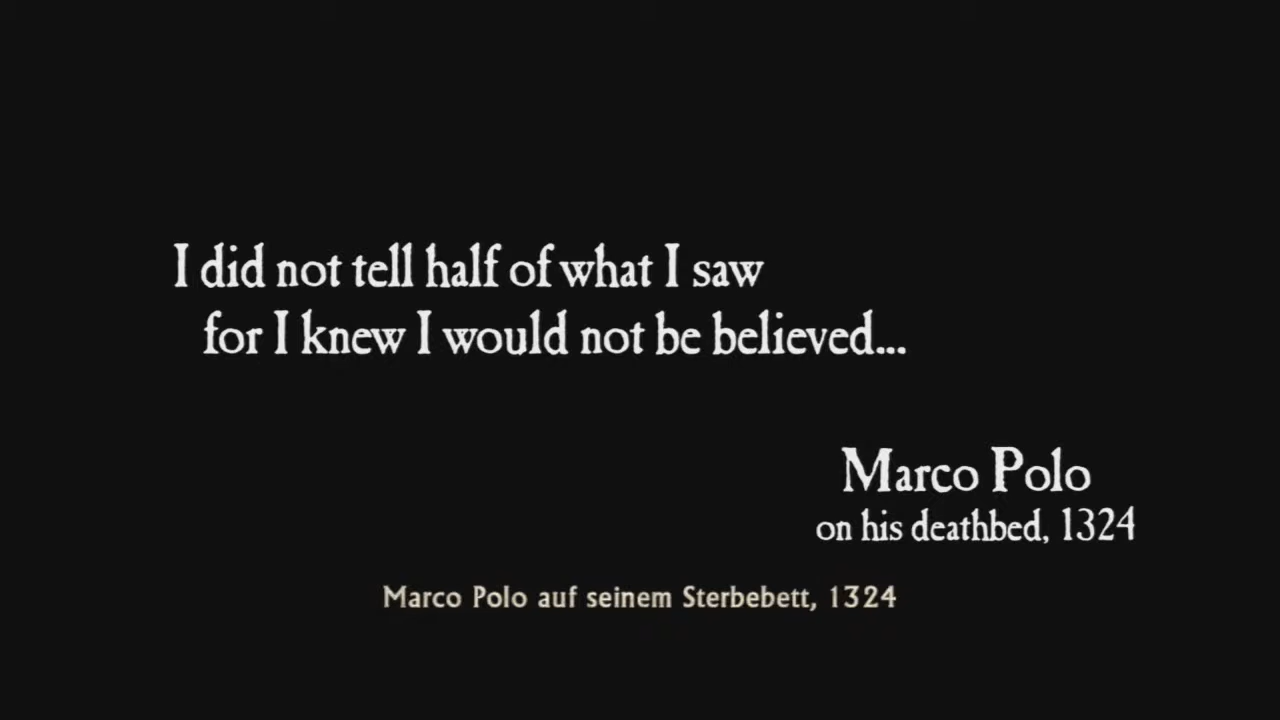 I did not tell half of what I saw
for I knew I would not be believed...
Marco Polo
on his deathbed, 1324
Marco Polo auf seinem Sterbebett, 1324